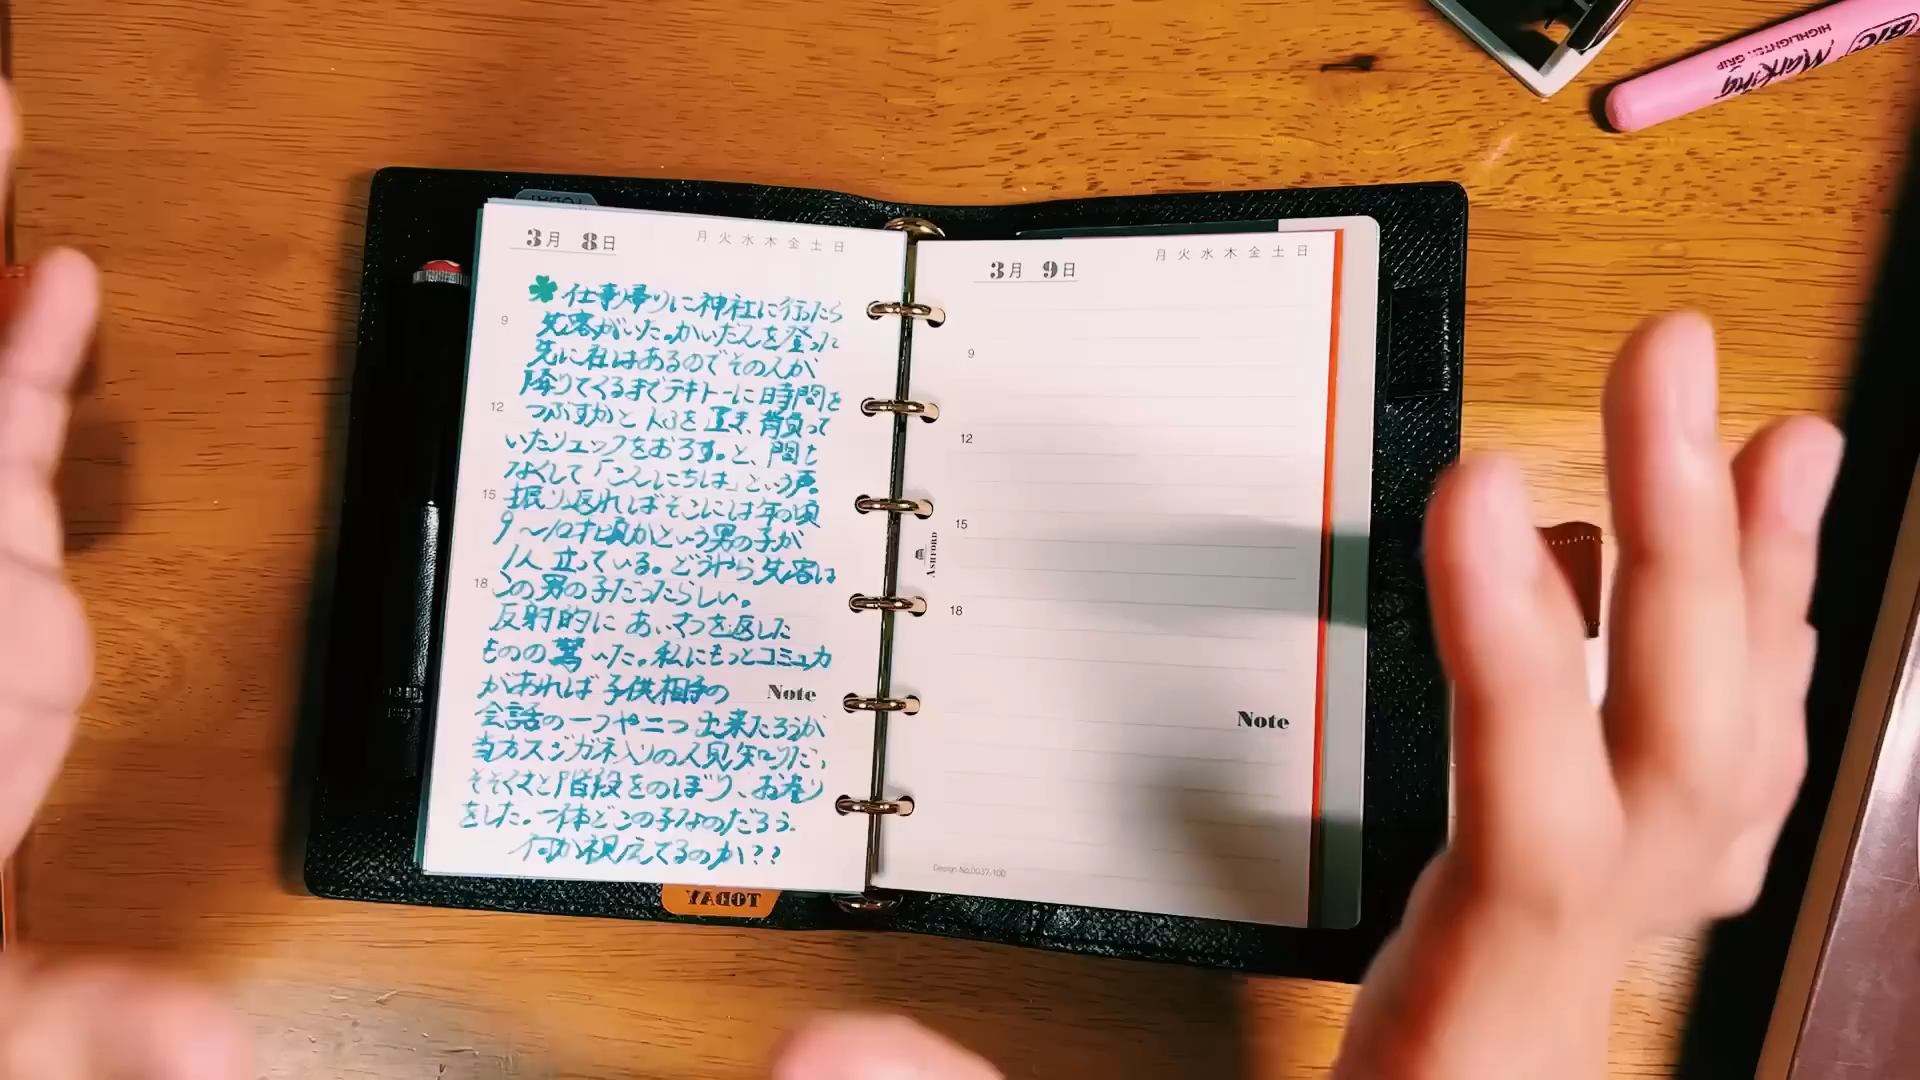 3月 8日
月 火 水 木 金 土 日
仕事帰りに神社に行ったら
9
先客がいた。かいだんを登った
先に社はあるのでその人が
降りてくるまでテキトーに時間を
12
つぶすかと を置き、背負って
いたリュックをおろす。と、間も
なくして「こんにちは」という声。
15
振り返ればそこには年の頃
9〜10才頃かという男の子が
1人立っている。どうやら先客は
18
この男の子だったらしい。
反射的にあいさつを返した
ものの驚いた。私にもっとコミュ力
があれば子供相手の
Note
会話の一つや二つ出来ただろうが
当方スジガネ入りの人見知りだ。
そそくさと階段をのぼり、お参り
をした。一体どこの子なのだろう。
何か視えてるのか??
TODAY
3月 9日
月 火 水 木 金 土 日
9
12
15
ASHFORD
18
Note
Design No.0037/100
BIC
Marking
HIGHLIGHTER GRIP